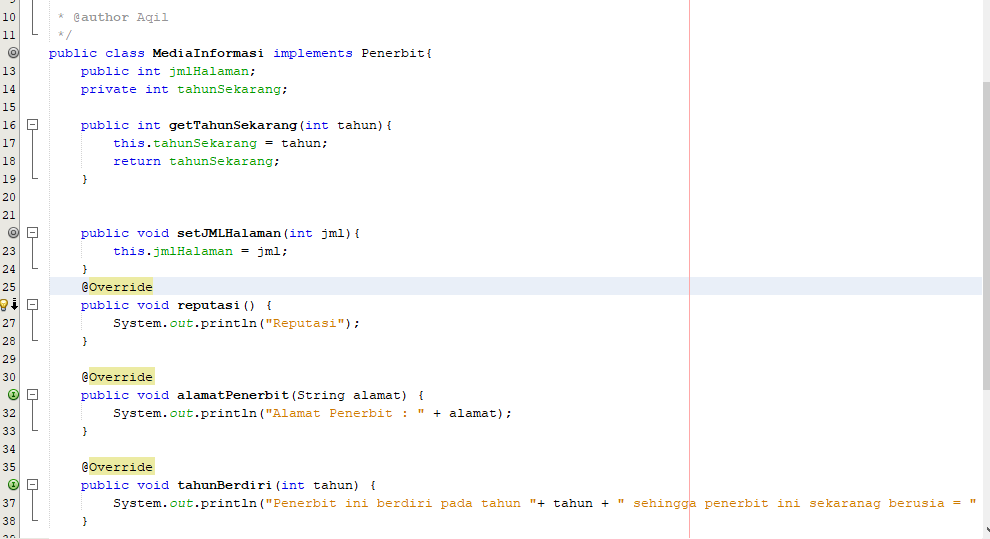 10 * @author Aqil
11 */
public class MediaInformasi implements Penerbit{
13 public int jmlHalaman;
14 private int tahunSekarang;
15
16 public int getTahunSekarang(int tahun){
17 this.tahunSekarang = tahun;
18 return tahunSekarang;
19 }
20
21
public void setJMLHalaman(int jml){
23 this.jmlHalaman = jml;
24 }
25 @Override
public void reputasi() {
27 System.out.println("Reputasi");
28 }
29
30 @Override
public void alamatPenerbit(String alamat) {
32 System.out.println("Alamat Penerbit : " + alamat);
33 }
34
35 @Override
public void tahunBerdiri(int tahun) {
37 System.out.println("Penerbit ini berdiri pada tahun "+ tahun + " sehingga penerbit ini sekaranag berusia = "
38 }